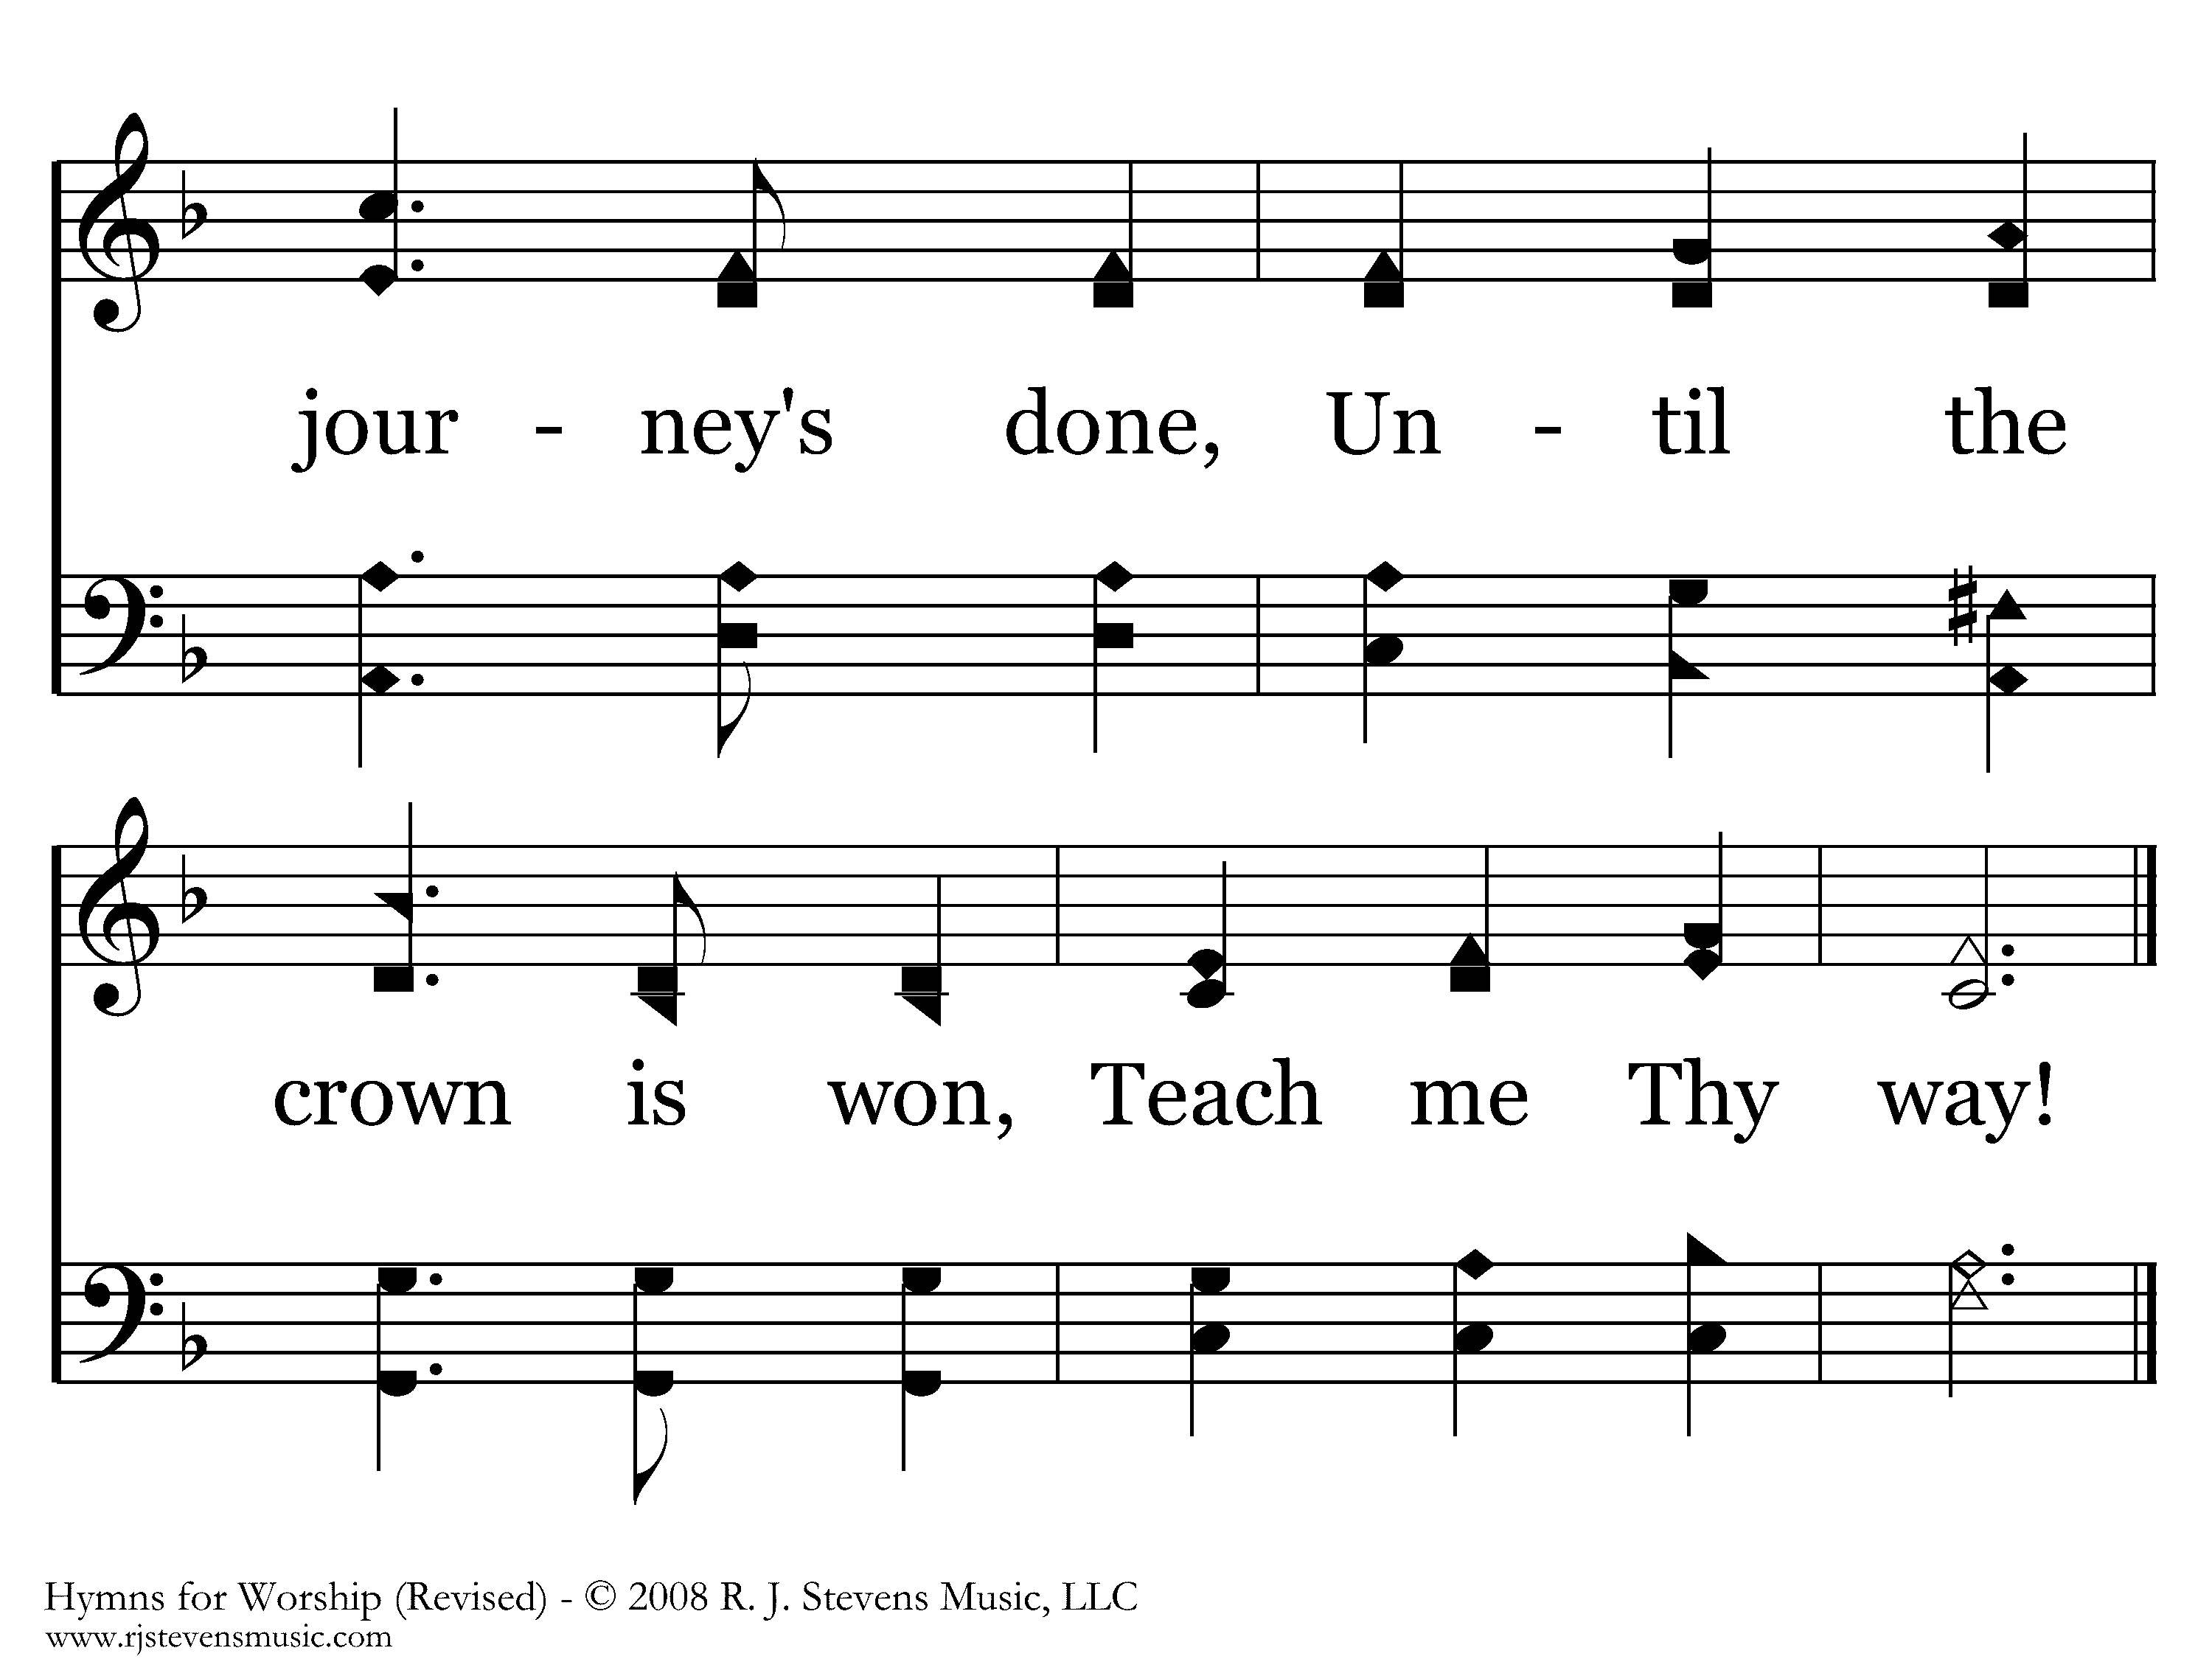 jour - ney's done, Un - til the
crown is won, Teach me Thy way!
Hymns for Worship (Revised) - © 2008 R. J. Stevens Music, LLC
www.rjstevensmusic.com